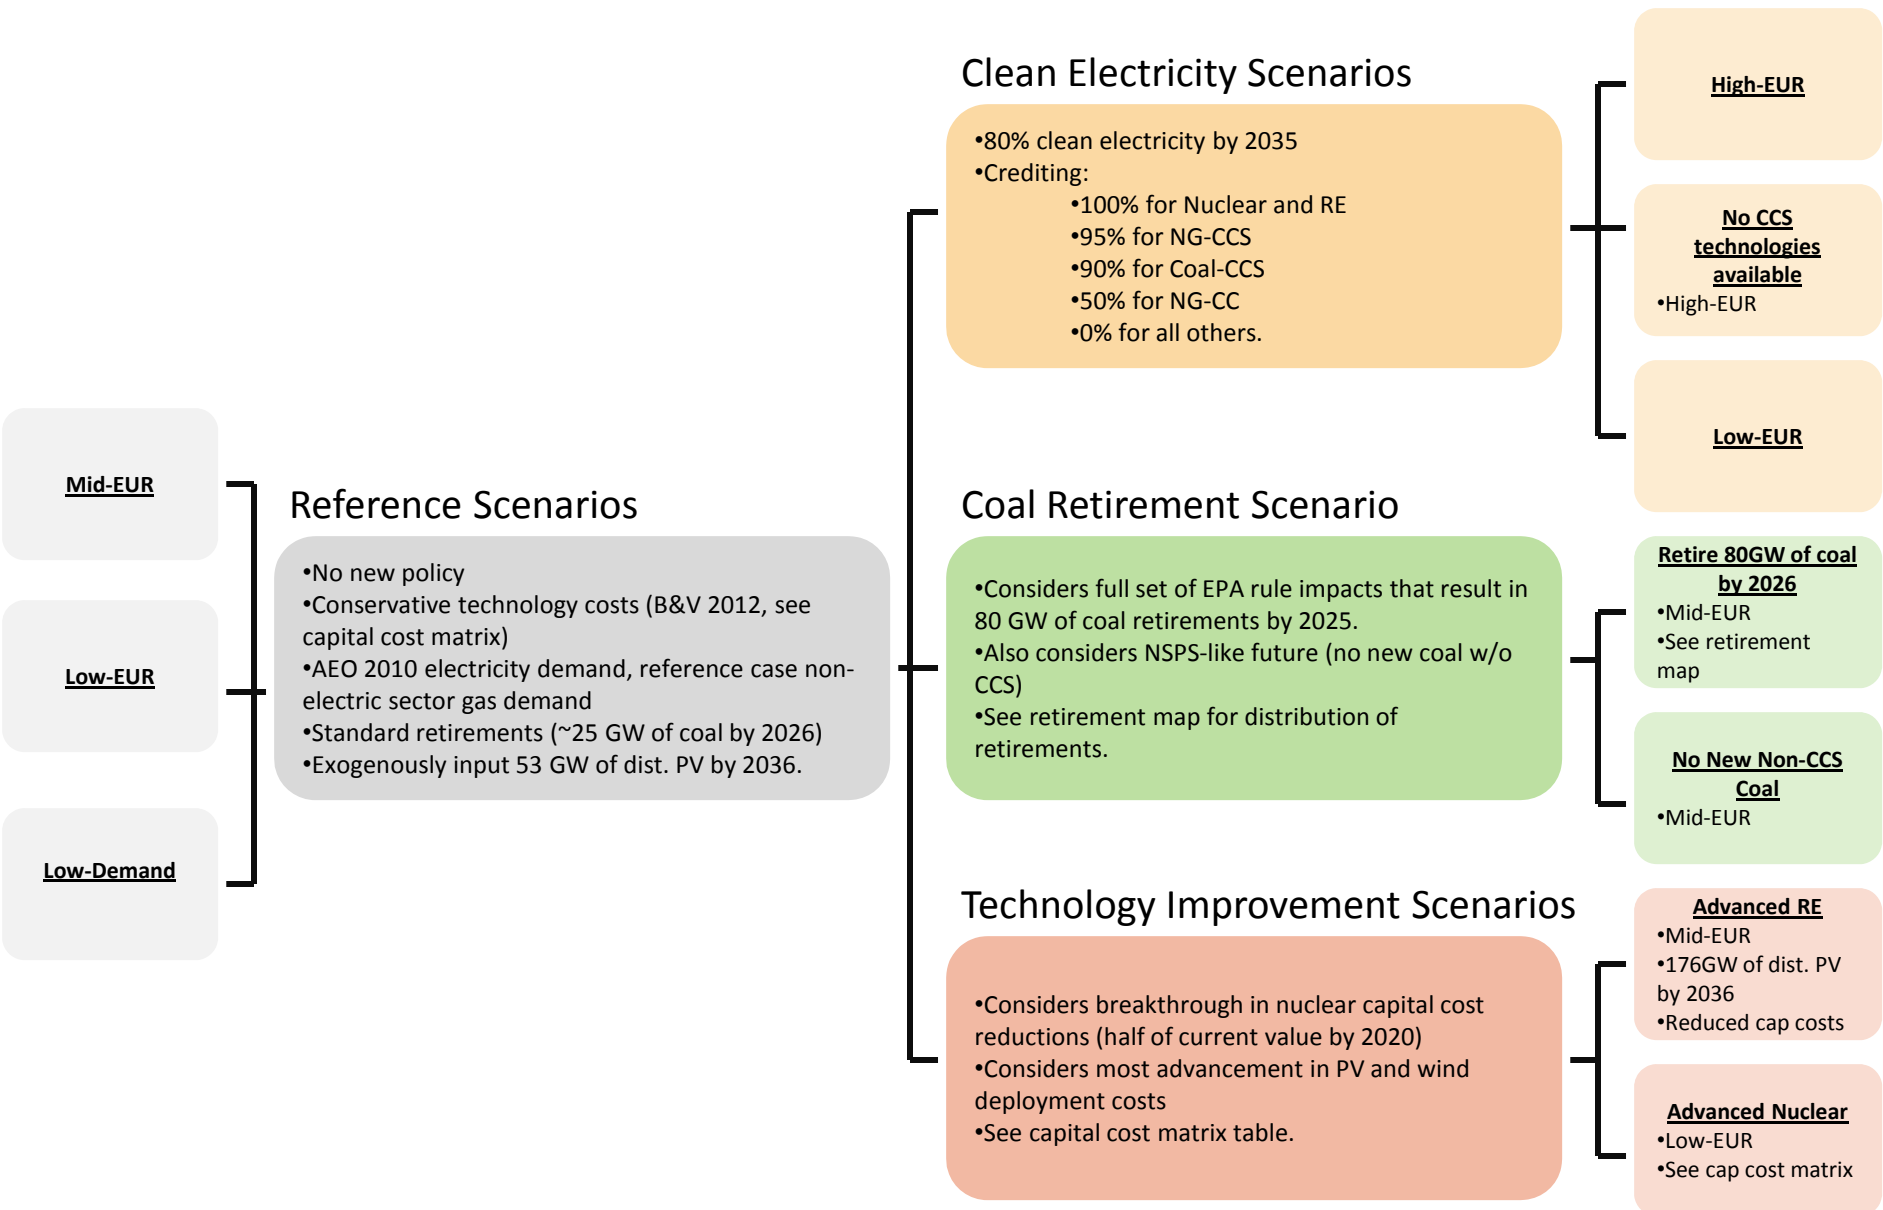 Mid-EUR
Low-EUR
Low-Demand
Reference Scenarios
•No new policy
•Conservative technology costs (B&V 2012, see
capital cost matrix)
•AEO 2010 electricity demand, reference case non-
electric sector gas demand
•Standard retirements (~25 GW of coal by 2026)
•Exogenously input 53 GW of dist. PV by 2036.
Clean Electricity Scenarios
•80% clean electricity by 2035
•Crediting:
•100% for Nuclear and RE
•95% for NG-CCS
•90% for Coal-CCS
•50% for NG-CC
•0% for all others.
High-EUR
No CCS
technologies
available
•High-EUR
Low-EUR
Coal Retirement Scenario
•Considers full set of EPA rule impacts that result in
80 GW of coal retirements by 2025.
•Also considers NSPS-like future (no new coal w/o
CCS)
•See retirement map for distribution of
retirements.
Retire 80GW of coal
by 2026
•Mid-EUR
•See retirement
map
No New Non-CCS
Coal
•Mid-EUR
Technology Improvement Scenarios
•Considers breakthrough in nuclear capital cost
reductions (half of current value by 2020)
•Considers most advancement in PV and wind
deployment costs
•See capital cost matrix table.
Advanced RE
•Mid-EUR
•176GW of dist. PV
by 2036
•Reduced cap costs
Advanced Nuclear
•Low-EUR
•See cap cost matrix